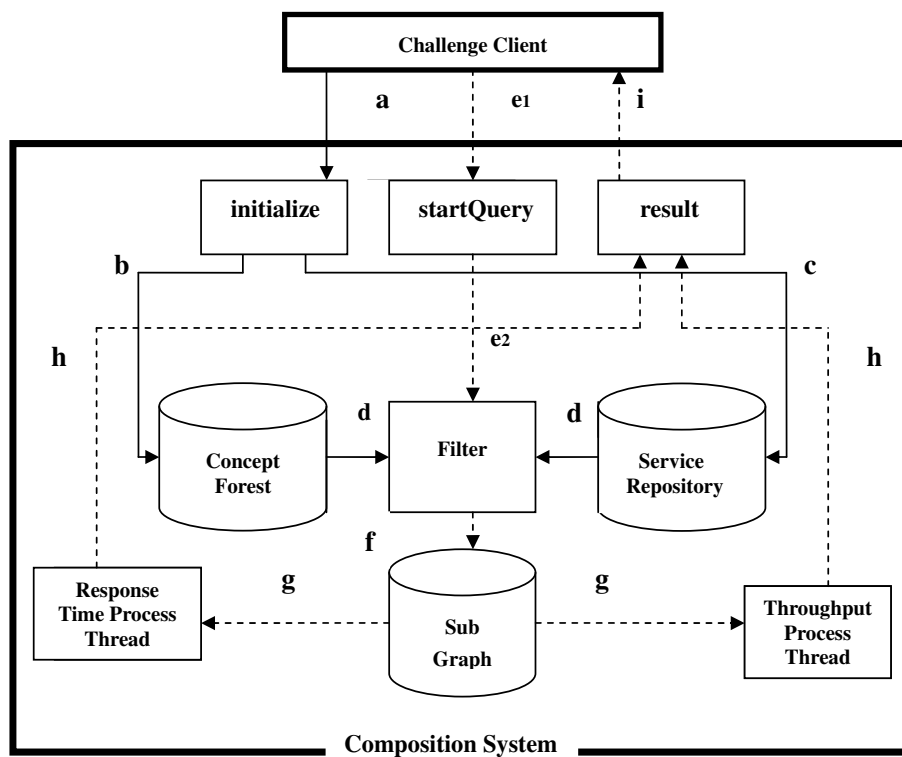 Challenge Client
a
e1
i
initialize
startQuery
result
b
c
h
e2
h
d
d
Concept
Forest
Filter
Service
Repository
f
Response
Time Process
Thread
g
Sub
Graph
g
Throughput
Process
Thread
Composition System